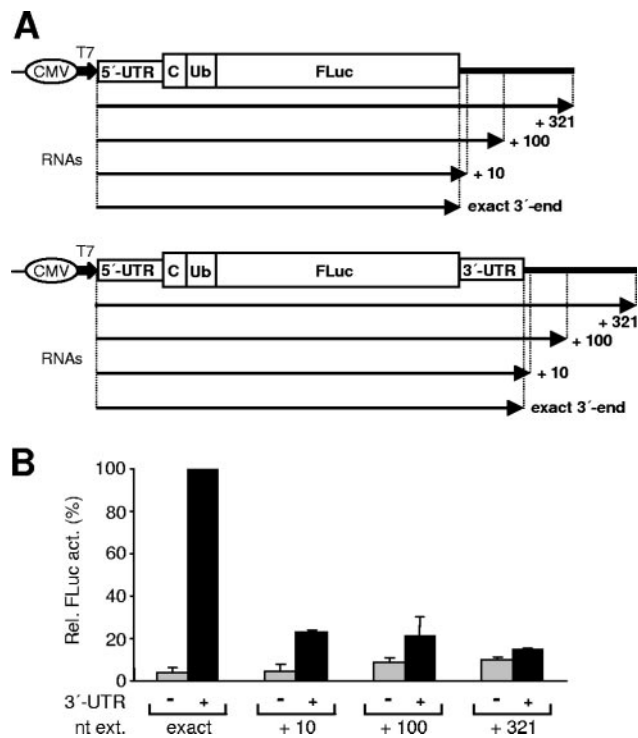 A
T7
CMV 5´-UTR C Ub FLuc
+ 321
+ 100
RNAs
+ 10
exact 3´-end
T7
CMV 5´-UTR C Ub FLuc 3´-UTR
+ 321
+ 100
RNAs
+ 10
exact 3´-end
B
Rel. FLuc act. (%)
100
80
60
40
20
0
3´-UTR - + - + - + - +
nt ext. exact + 10 + 100 + 321